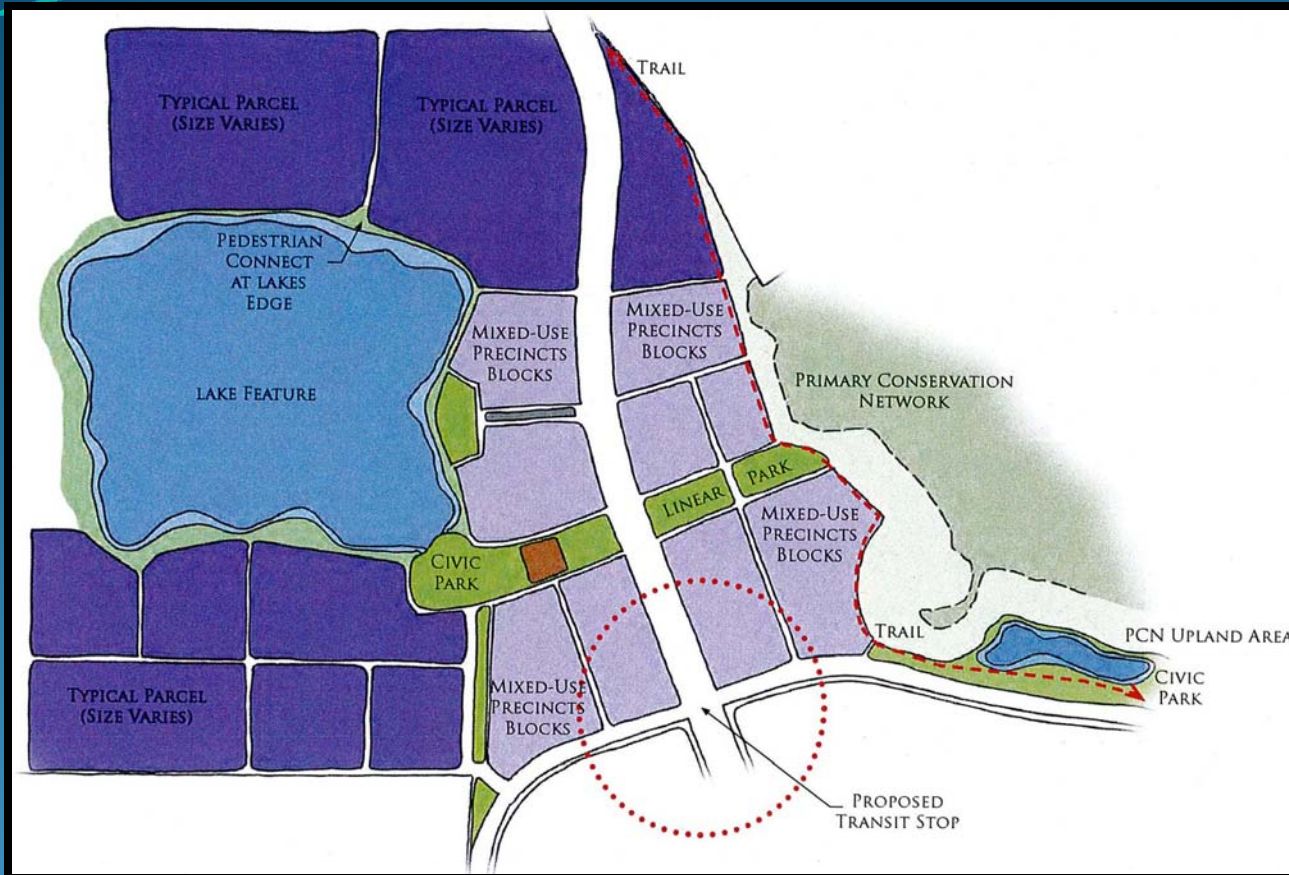 TRAIL
TYPICAL PARCEL
(SIZE VARIES)
TYPICAL PARCEL
(SIZE VARIES)
PEDESTRIAN
CONNECT
AT LAKES
EDGE
MIXED-USE
PRECINCTS
BLOCKS
MIXED-USE
PRECINCTS
BLOCKS
LAKE FEATURE
PRIMARY CONSERVATION
NETWORK
LINEAR PARK
MIXED-USE
PRECINCTS
BLOCKS
CIVIC
PARK
TRAIL
PCN UPLAND AREA
CIVIC
PARK
TYPICAL PARCEL
(SIZE VARIES)
MIXED-USE
PRECINCTS
BLOCKS
PROPOSED
TRANSIT STOP